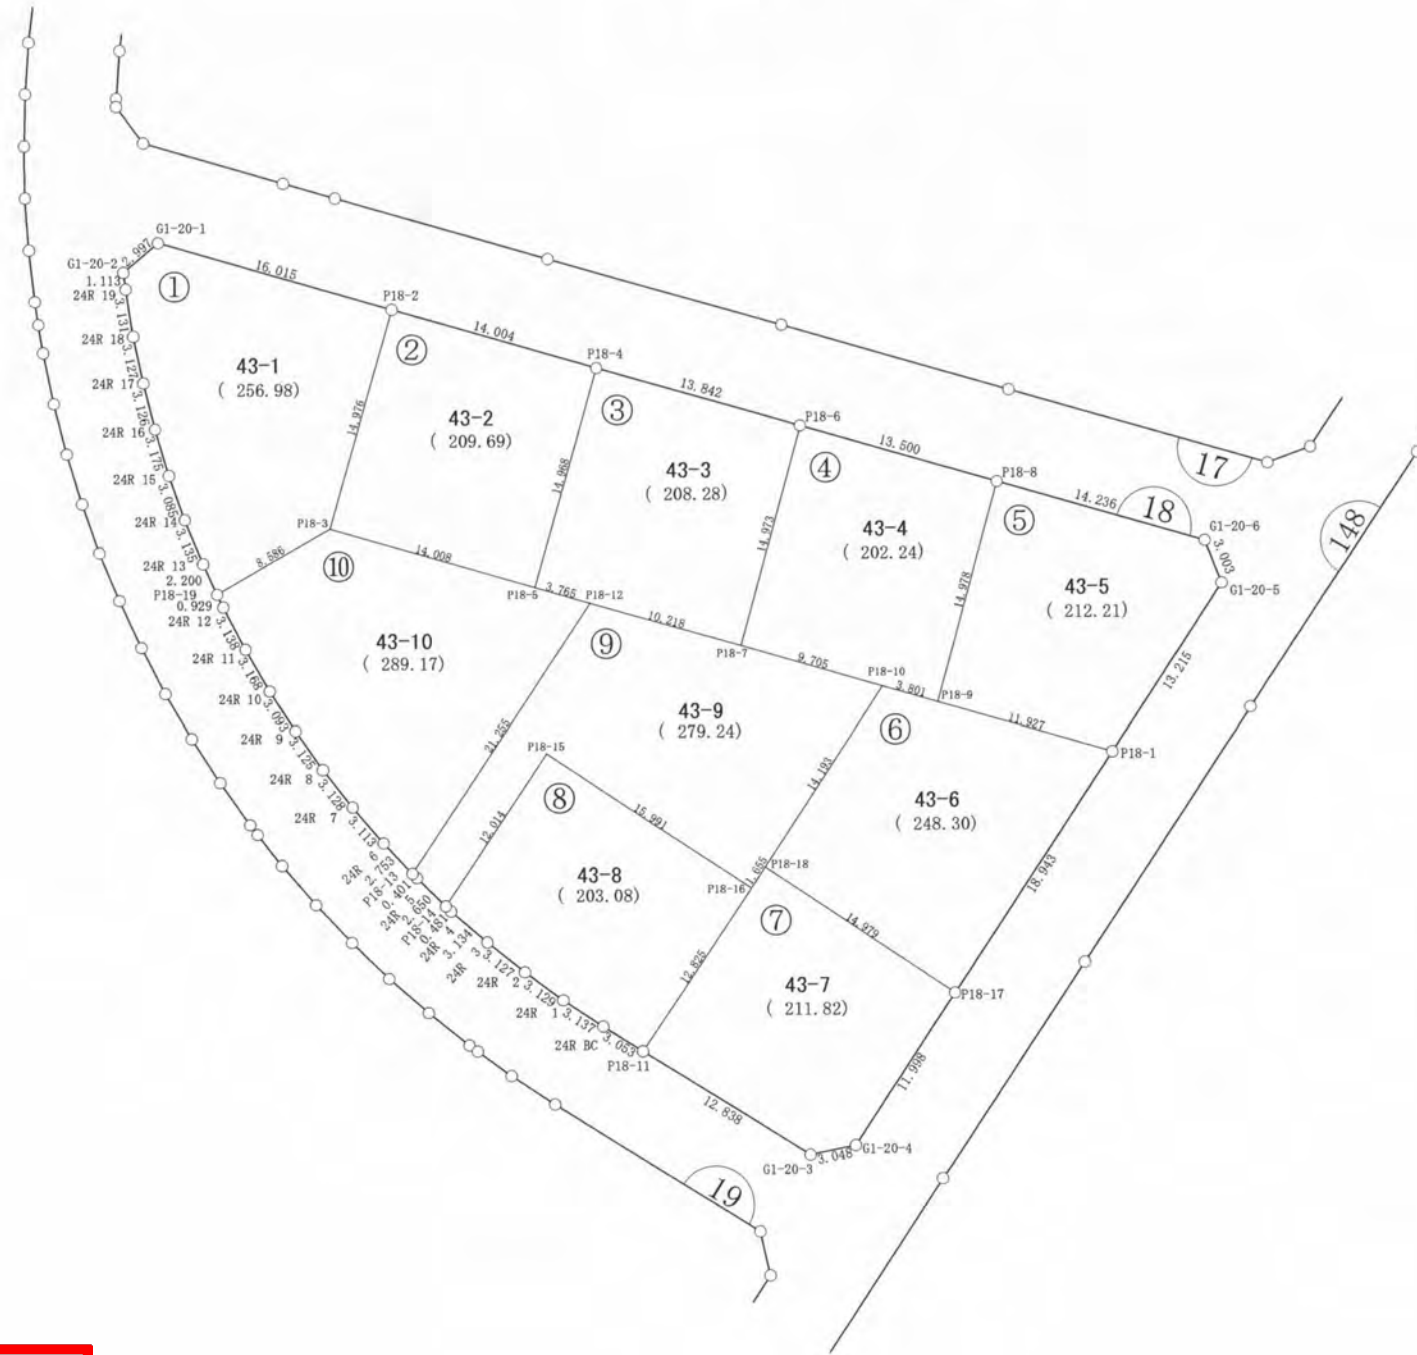 G1-20-1
2.997
G1-20-2
1.113
24R 19
①
16.015
P18-2
3.131
24R 18
3.127
24R 17
3.126
24R 16
3.175
24R 15
3.085
24R 14
3.135
24R 13
2.200
P18-19
0.929
24R 12
3.138
24R 11
3.168
24R 10
3.093
24R 9
3.125
24R 8
3.128
24R 7
3.113
24R 6
2.753
P18-13
0.401
24R 5
2.650
P18-14
0.481
24R 4
3.134
24R 3
3.127
24R 2
3.129
24R 1
3.137
24R BC
3.053
P18-11
43-1
( 256.98)
14.976
②
14.004
P18-4
43-2
( 209.69)
14.968
③
13.842
P18-6
43-3
( 208.28)
14.973
④
13.500
P18-8
43-4
( 202.24)
14.978
⑤
14.236
18
17
148
G1-20-6
3.003
G1-20-5
43-5
( 212.21)
13.215
P18-3
8.586
⑩
14.008
P18-5
3.765
P18-12
43-10
( 289.17)
21.255
⑨
10.218
P18-7
9.705
P18-10
3.801
P18-9
11.927
P18-1
43-9
( 279.24)
⑥
14.193
43-6
( 248.30)
18.943
P18-15
12.014
⑧
15.991
43-8
( 203.08)
P18-16
1.655
P18-18
⑦
14.979
P18-17
12.825
43-7
( 211.82)
11.998
12.838
G1-20-3
3.048
G1-20-4
19